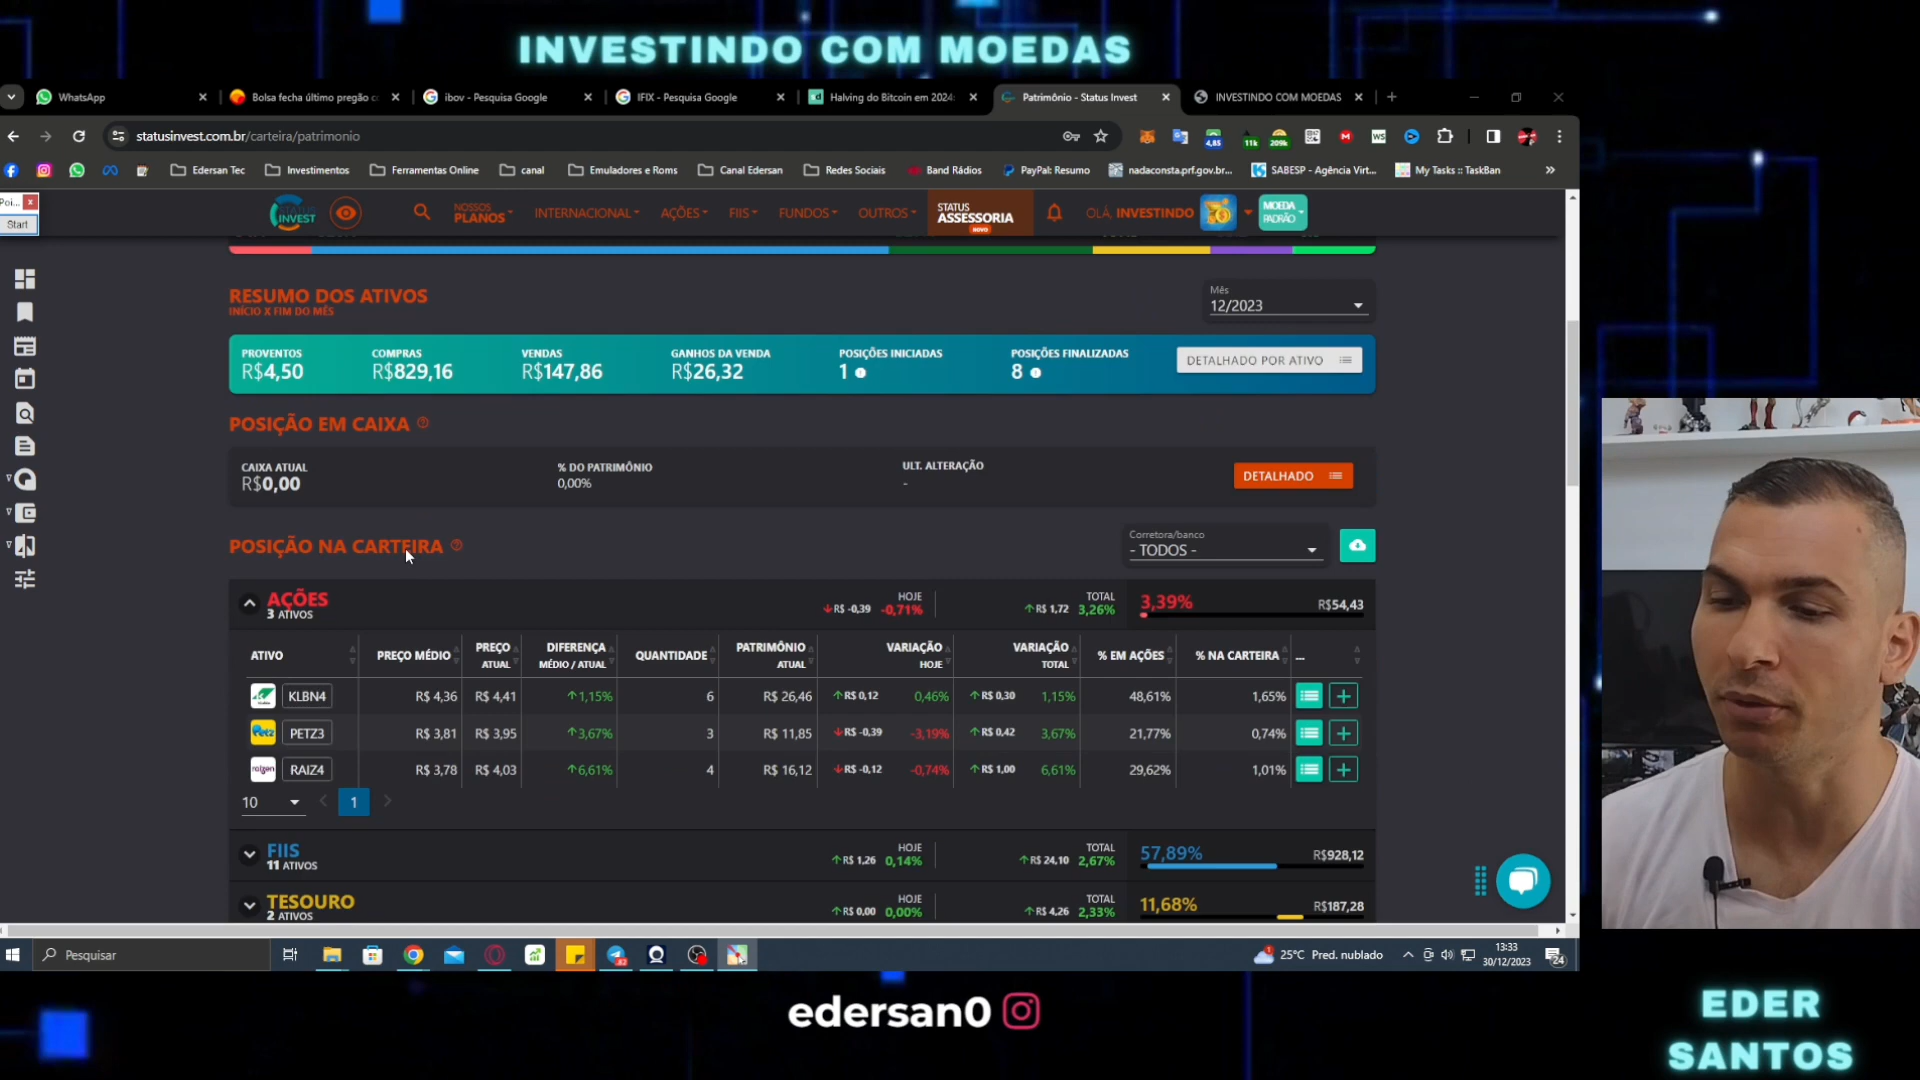 INVESTINDO COM MOEDAS
WhatsApp
Bolsa fecha último pregão co
ibov - Pesquisa Google
IFIX - Pesquisa Google
Halving do Bitcoin em 2024:
Patrimônio - Status Invest
INVESTINDO COM MOEDAS
statusinvest.com.br/carteira/patrimonio
4,85
11k
209k
Edersan Tec
Investimentos
Ferramentas Online
canal
Emuladores e Roms
Canal Edersan
Redes Sociais
Band Rádios
PayPal: Resumo
nadaconsta.prf.gov.br...
SABESP - Agência Virt...
My Tasks :: TaskBan
Poi...
Start
STATUS INVEST
NOSSOS PLANOS
INTERNACIONAL
AÇÕES
FIIS
FUNDOS
OUTROS
STATUS ASSESSORIA
NOVO
OLÁ, INVESTINDO
MOEDA PADRÃO
RESUMO DOS ATIVOS
INÍCIO X FIM DO MÊS
Mês
12/2023
PROVENTOS COMPRAS VENDAS GANHOS DA VENDA POSIÇÕES INICIADAS POSIÇÕES FINALIZADAS
R$4,50 R$829,16 R$147,86 R$26,32 1 8
DETALHADO POR ATIVO
POSIÇÃO EM CAIXA
CAIXA ATUAL % DO PATRIMÔNIO ULT. ALTERAÇÃO
R$0,00 0,00% -
DETALHADO
POSIÇÃO NA CARTEIRA
Corretora/banco
- TODOS -
AÇÕES
3 ATIVOS
HOJE
R$ -0,39 -0,71%
TOTAL
R$ 1,72 3,26%
3,39% R$54,43
ATIVO PREÇO MÉDIO PREÇO ATUAL DIFERENÇA MÉDIO / ATUAL QUANTIDADE PATRIMÔNIO ATUAL VARIAÇÃO HOJE VARIAÇÃO TOTAL % EM AÇÕES % NA CARTEIRA ...
KLBN4 R$ 4,36 R$ 4,41 1,15% 6 R$ 26,46 R$ 0,12 0,46% R$ 0,30 1,15% 48,61% 1,65%
PETZ3 R$ 3,81 R$ 3,95 3,67% 3 R$ 11,85 R$ -0,39 -3,19% R$ 0,42 3,67% 21,77% 0,74%
RAIZ4 R$ 3,78 R$ 4,03 6,61% 4 R$ 16,12 R$ -0,12 -0,74% R$ 1,00 6,61% 29,62% 1,01%
10 1
FIIS
11 ATIVOS
HOJE
R$ 1,26 0,14%
TOTAL
R$ 24,10 2,67%
57,89% R$928,12
TESOURO
2 ATIVOS
HOJE
R$ 0,00 0,00%
TOTAL
R$ 4,26 2,33%
11,68% R$187,28
Pesquisar
25°C Pred. nublado
13:33
30/12/2023
24
edersan0
EDER
SANTOS